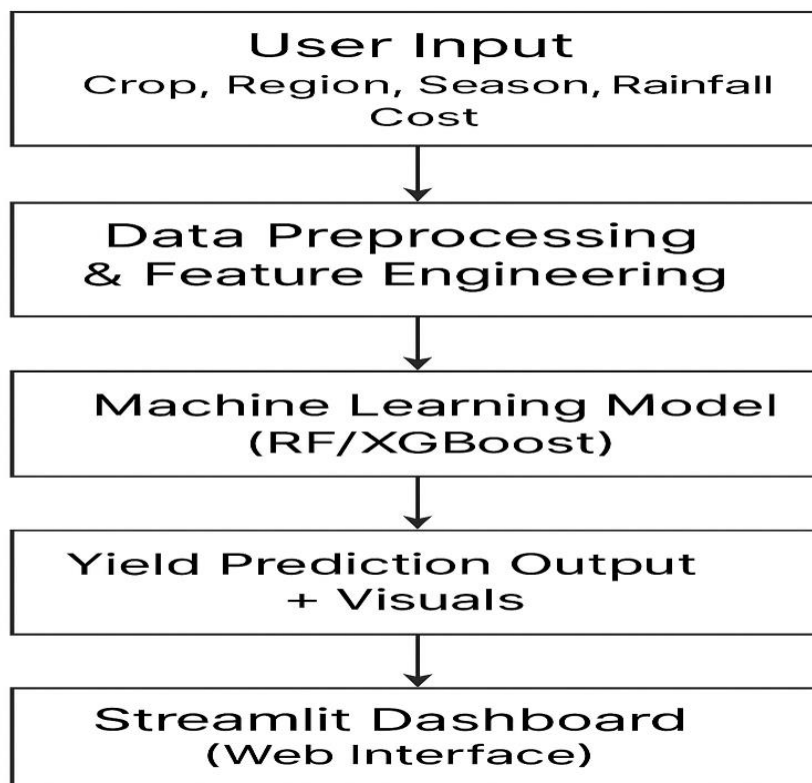 User Input
Crop, Region, Season, Rainfall
Cost
Data Preprocessing
& Feature Engineering
Machine Learning Model
(RF/XGBoost)
Yield Prediction Output
+ Visuals
Streamlit Dashboard
(Web Interface)